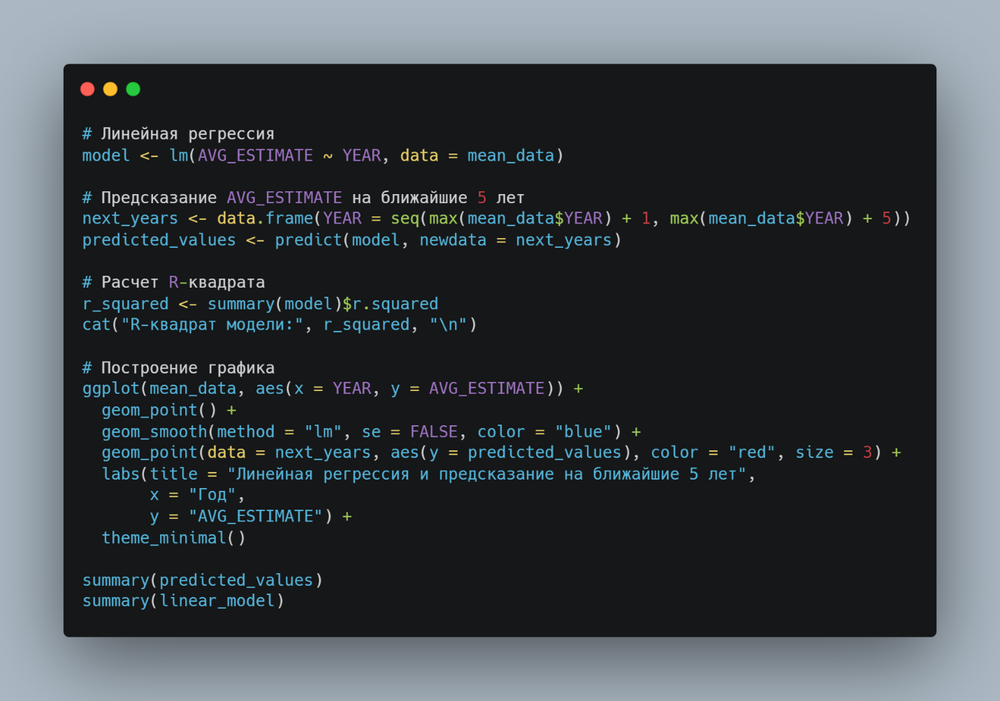 # Линейная регрессия
model <- lm(AVG_ESTIMATE ~ YEAR, data = mean_data)
# Предсказание AVG_ESTIMATE на ближайшие 5 лет
next_years <- data.frame(YEAR = seq(max(mean_data$YEAR) + 1, max(mean_data$YEAR) + 5))
predicted_values <- predict(model, newdata = next_years)
# Расчет R-квадрата
r_squared <- summary(model)$r.squared
cat("R-квадрат модели:", r_squared, "\n")
# Построение графика
ggplot(mean_data, aes(x = YEAR, y = AVG_ESTIMATE)) +
  geom_point() +
  geom_smooth(method = "lm", se = FALSE, color = "blue") +
  geom_point(data = next_years, aes(y = predicted_values), color = "red", size = 3) +
  labs(title = "Линейная регрессия и предсказание на ближайшие 5 лет",
       x = "Год",
       y = "AVG_ESTIMATE") +
  theme_minimal()
summary(predicted_values)
summary(linear_model)